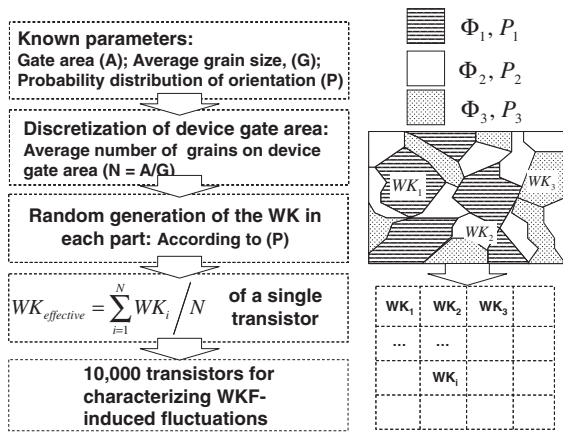 Known parameters:
Gate area (A); Average grain size, (G);
Probability distribution of orientation (P)
Discretization of device gate area:
Average number of grains on device
gate area (N = A/G)
Random generation of the WK in
each part: According to (P)
WK_effective = ∑_{i=1}^{N} WK_i / N
of a single
transistor
10,000 transistors for
characterizing WKF-
induced fluctuations
Φ₁, P₁
Φ₂, P₂
Φ₃, P₃
WK₁
WK₃
WK₂
WK₁ WK₂ WK₃
... ...
WKᵢ